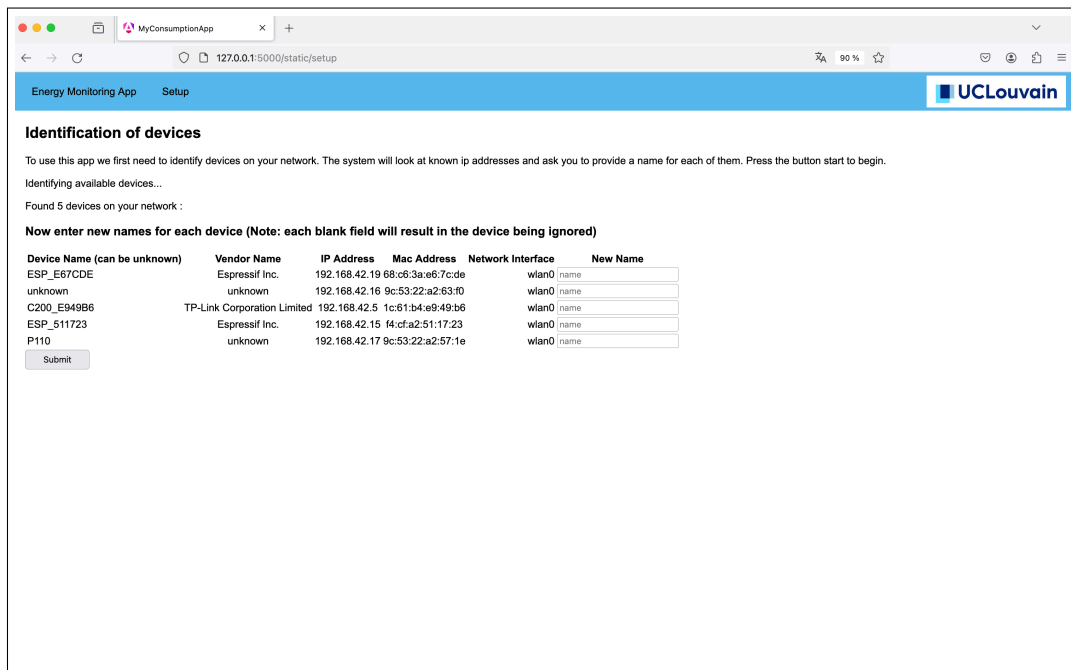 MyConsumptionApp
127.0.0.1:5000/static/setup
90 %
Energy Monitoring App Setup UCLouvain
Identification of devices
To use this app we first need to identify devices on your network. The system will look at known ip addresses and ask you to provide a name for each of them. Press the button start to begin.
Identifying available devices...
Found 5 devices on your network :
Now enter new names for each device (Note: each blank field will result in the device being ignored)
Device Name (can be unknown) Vendor Name IP Address Mac Address Network Interface New Name
ESP_E67CDE Espressif Inc. 192.168.42.19 68:c6:3a:e6:7c:de wlan0 name
unknown unknown 192.168.42.16 9c:53:22:a2:63:f0 wlan0 name
C200_E949B6 TP-Link Corporation Limited 192.168.42.5 1c:61:b4:e9:49:b6 wlan0 name
ESP_511723 Espressif Inc. 192.168.42.15 f4:cf:a2:51:17:23 wlan0 name
P110 unknown 192.168.42.17 9c:53:22:a2:57:1e wlan0 name
Submit